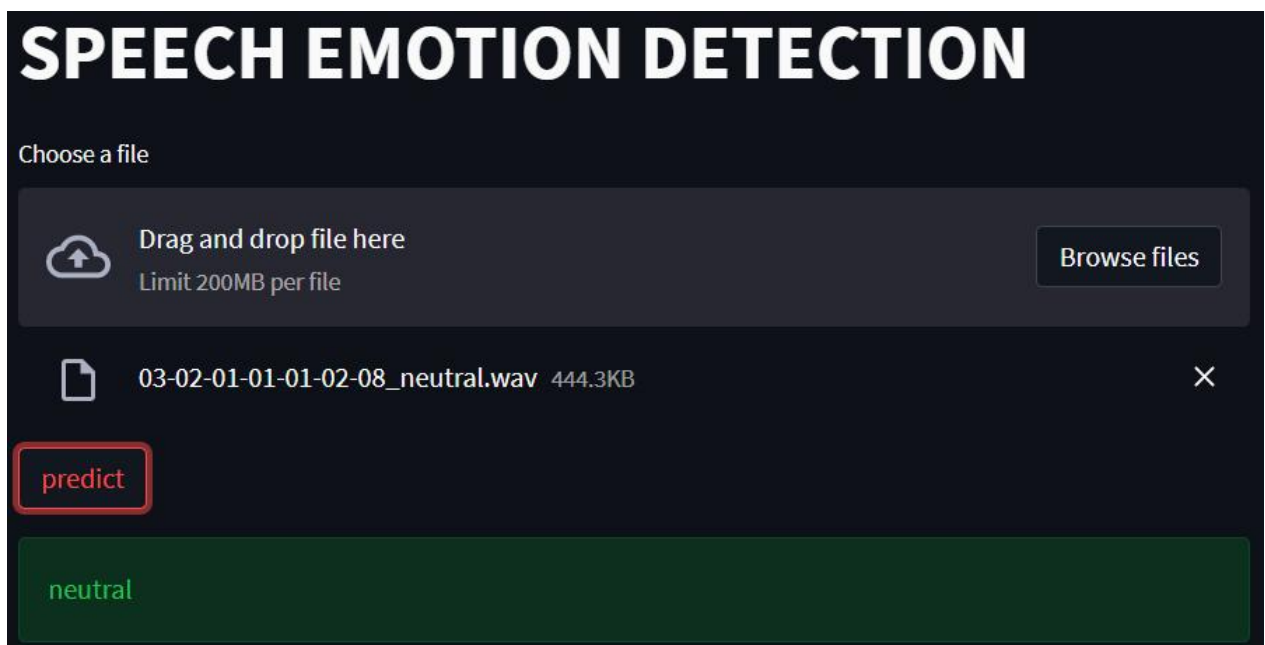 SPEECH EMOTION DETECTION
Choose a file
Drag and drop file here
Limit 200MB per file
Browse files
03-02-01-01-01-02-08_neutral.wav 444.3KB
predict
neutral